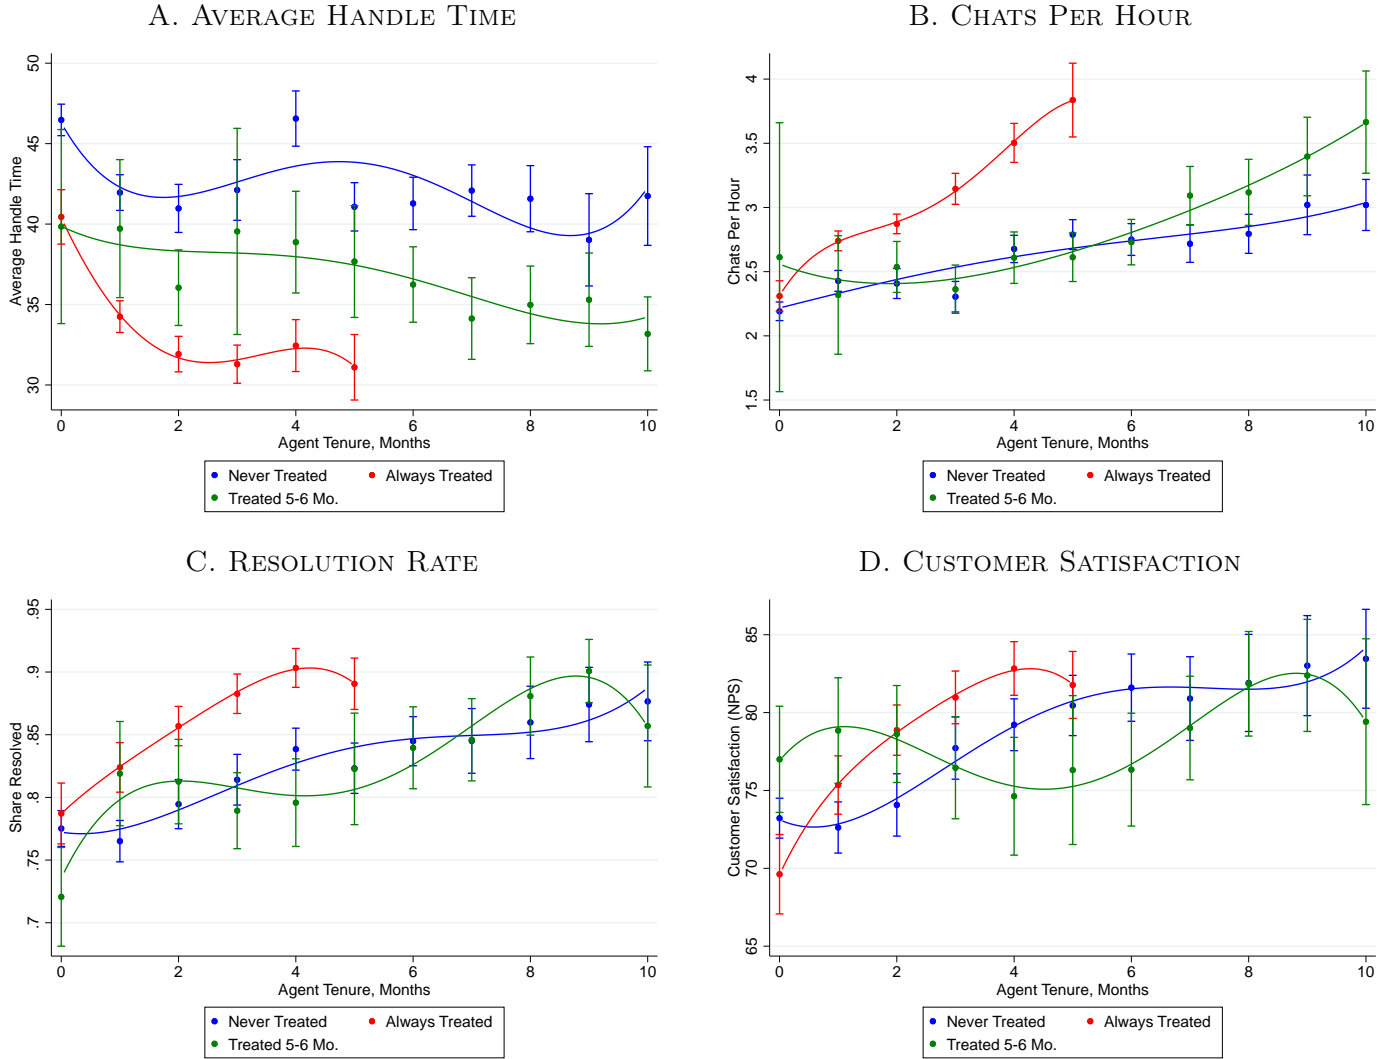 A. Average Handle Time
50
45
40
35
30
Average Handle Time
0 2 4 6 8 10
Agent Tenure, Months
Never Treated Always Treated
Treated 5-6 Mo.
B. Chats Per Hour
4
3.5
3
2.5
2
1.5
Chats Per Hour
0 2 4 6 8 10
Agent Tenure, Months
Never Treated Always Treated
Treated 5-6 Mo.
C. Resolution Rate
.95
.9
.85
.8
.75
.7
Share Resolved
0 2 4 6 8 10
Agent Tenure, Months
Never Treated Always Treated
Treated 5-6 Mo.
D. Customer Satisfaction
85
80
75
70
65
Customer Satisfaction (NPS)
0 2 4 6 8 10
Agent Tenure, Months
Never Treated Always Treated
Treated 5-6 Mo.